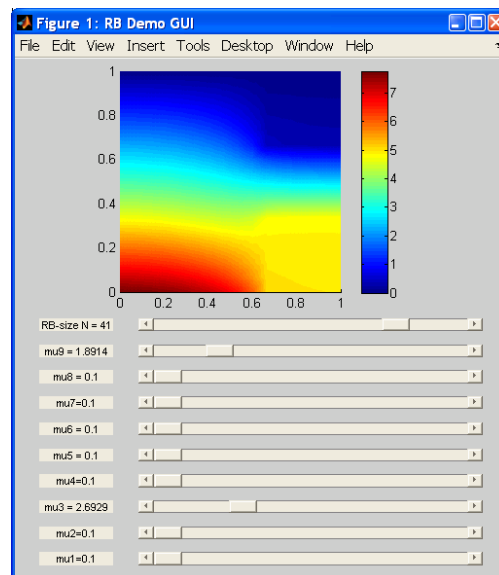 Figure 1: RB Demo GUI
File Edit View Insert Tools Desktop Window Help
1
0.8
0.6
0.4
0.2
0
0 0.2 0.4 0.6 0.8 1
7
6
5
4
3
2
1
0
RB-size N = 41
mu9 = 1.8914
mu8 = 0.1
mu7=0.1
mu6 = 0.1
mu5 = 0.1
mu4=0.1
mu3 = 2.6929
mu2=0.1
mu1=0.1